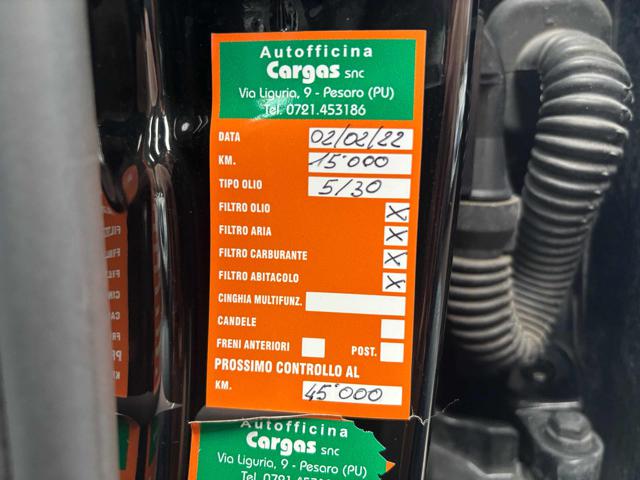 Autofficina
Cargas snc
Via Liguria, 9 - Pesaro (PU)
Tel. 0721.453186
DATA 02/02/22
KM. 15'000
TIPO OLIO 5/30
FILTRO OLIO X
FILTRO ARIA X
FILTRO CARBURANTE X
FILTRO ABITACOLO X
CINGHIA MULTIFUNZ.
CANDELE
FRENI ANTERIORI POST.
PROSSIMO CONTROLLO AL
KM. 45'000
Autofficina
Cargas snc
Via Liguria, 9 - Pesaro (PU)